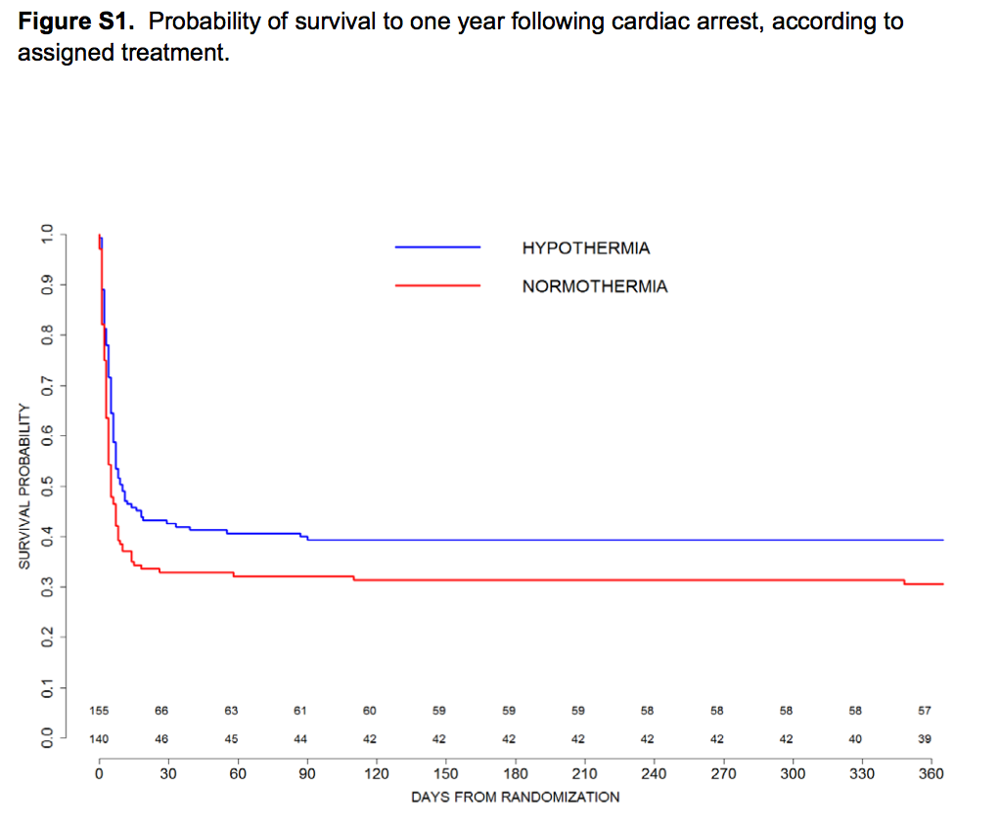 Figure S1. Probability of survival to one year following cardiac arrest, according to
assigned treatment.
HYPOTHERMIA
NORMOTHERMIA
SURVIVAL PROBABILITY
1.0
0.9
0.8
0.7
0.6
0.5
0.4
0.3
0.2
0.1
0.0
155 66 63 61 60 59 59 59 58 58 58 58 57
140 46 45 44 42 42 42 42 42 42 42 40 39
0 30 60 90 120 150 180 210 240 270 300 330 360
DAYS FROM RANDOMIZATION